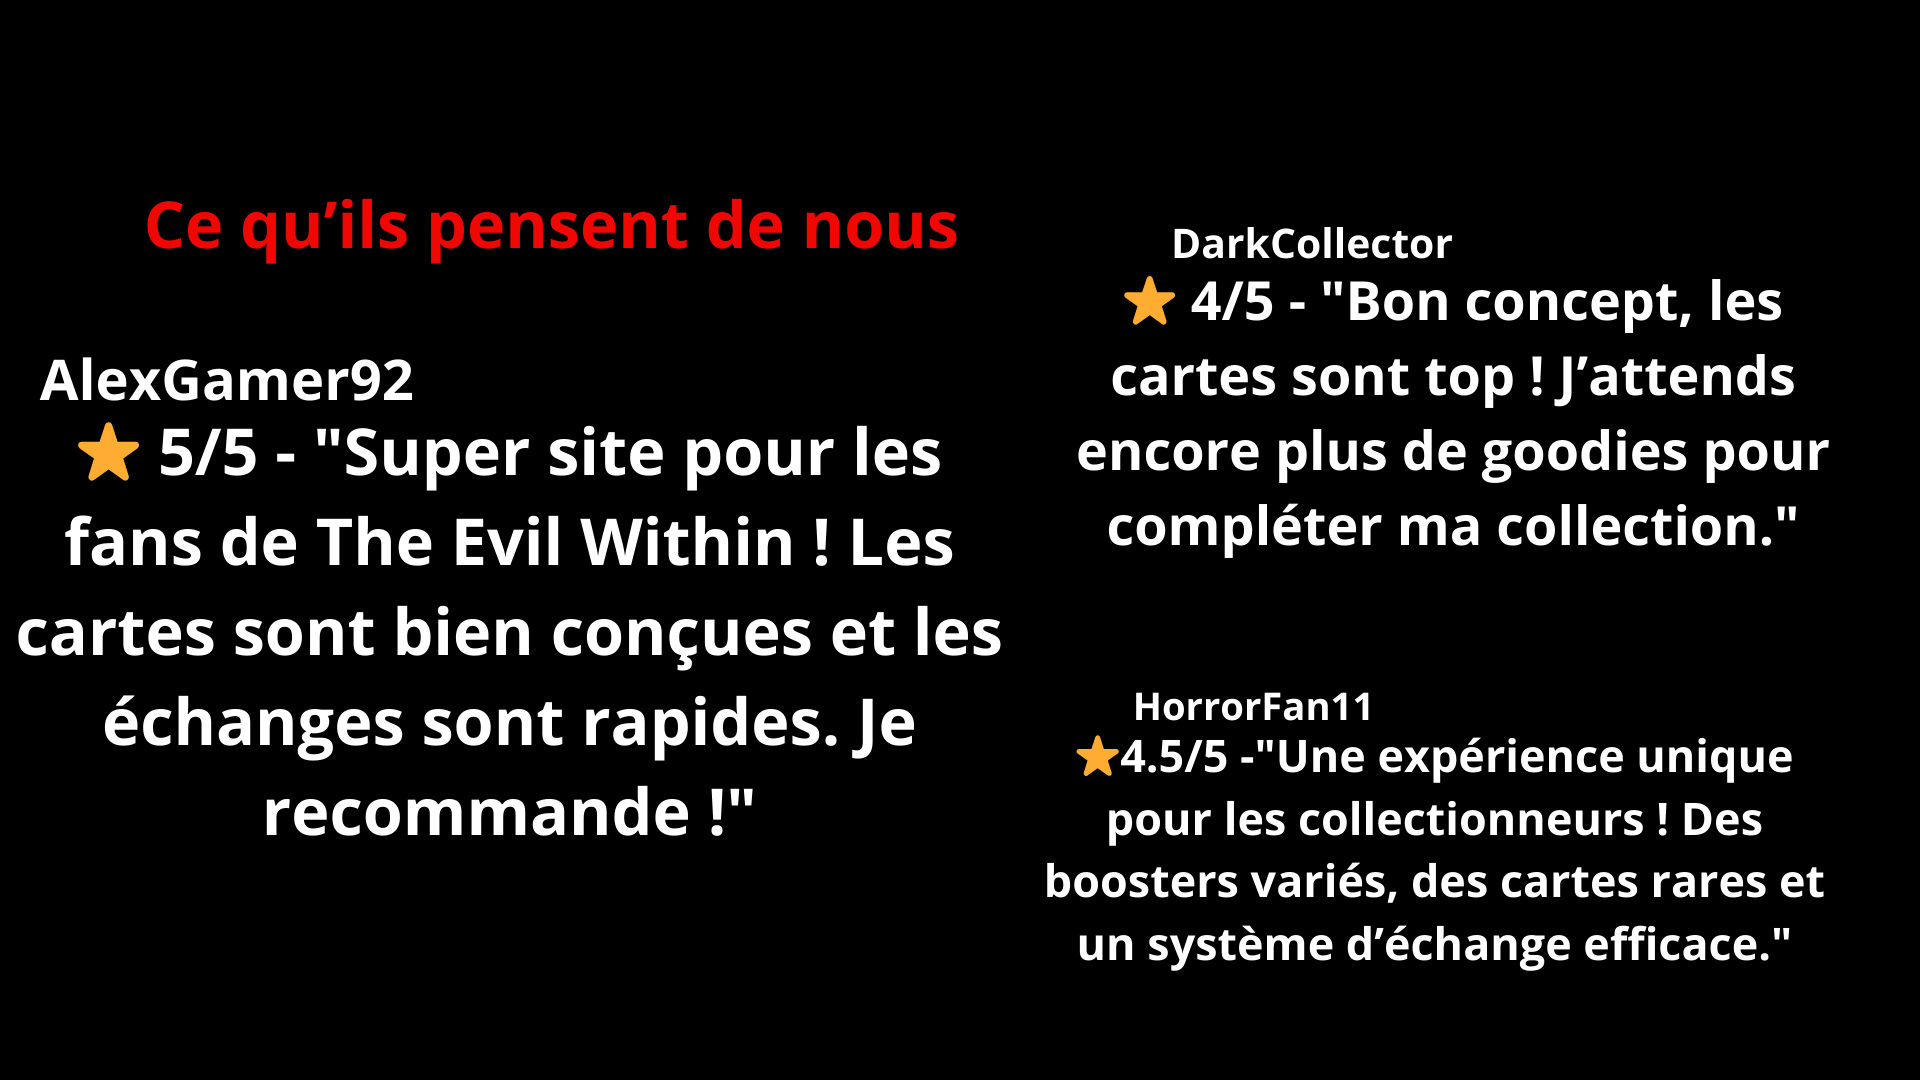 Ce qu’ils pensent de nous
AlexGamer92
⭐ 5/5 - "Super site pour les
fans de The Evil Within ! Les
cartes sont bien conçues et les
échanges sont rapides. Je
recommande !"
DarkCollector
⭐ 4/5 - "Bon concept, les
cartes sont top ! J’attends
encore plus de goodies pour
compléter ma collection."
HorrorFan11
⭐4.5/5 -"Une expérience unique
pour les collectionneurs ! Des
boosters variés, des cartes rares et
un système d’échange efficace."